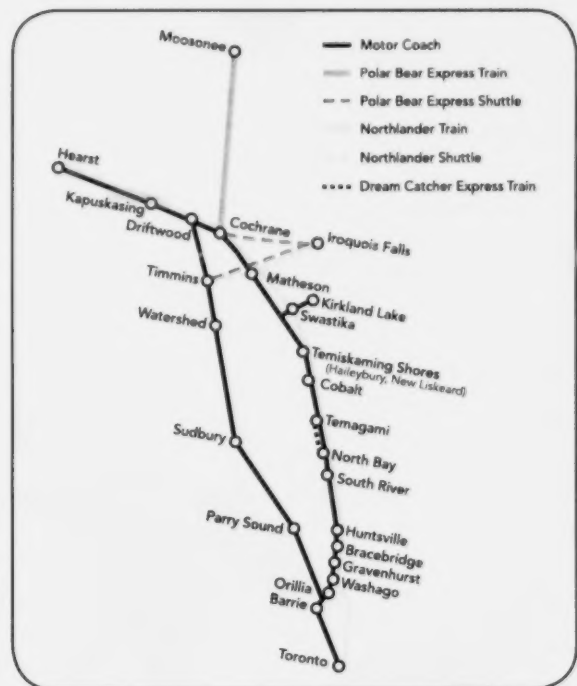 Moosonee
Motor Coach
Polar Bear Express Train
Polar Bear Express Shuttle
Northlander Train
Northlander Shuttle
Dream Catcher Express Train
Hearst
Kapuskasing
Driftwood
Cochrane
Iroquois Falls
Timmins
Matheson
Kirkland Lake
Swastika
Watershed
Temiskaming Shores
(Haileybury, New Liskeard)
Cobalt
Temagami
Sudbury
North Bay
South River
Parry Sound
Huntsville
Bracebridge
Gravenhurst
Washago
Orillia
Barrie
Toronto